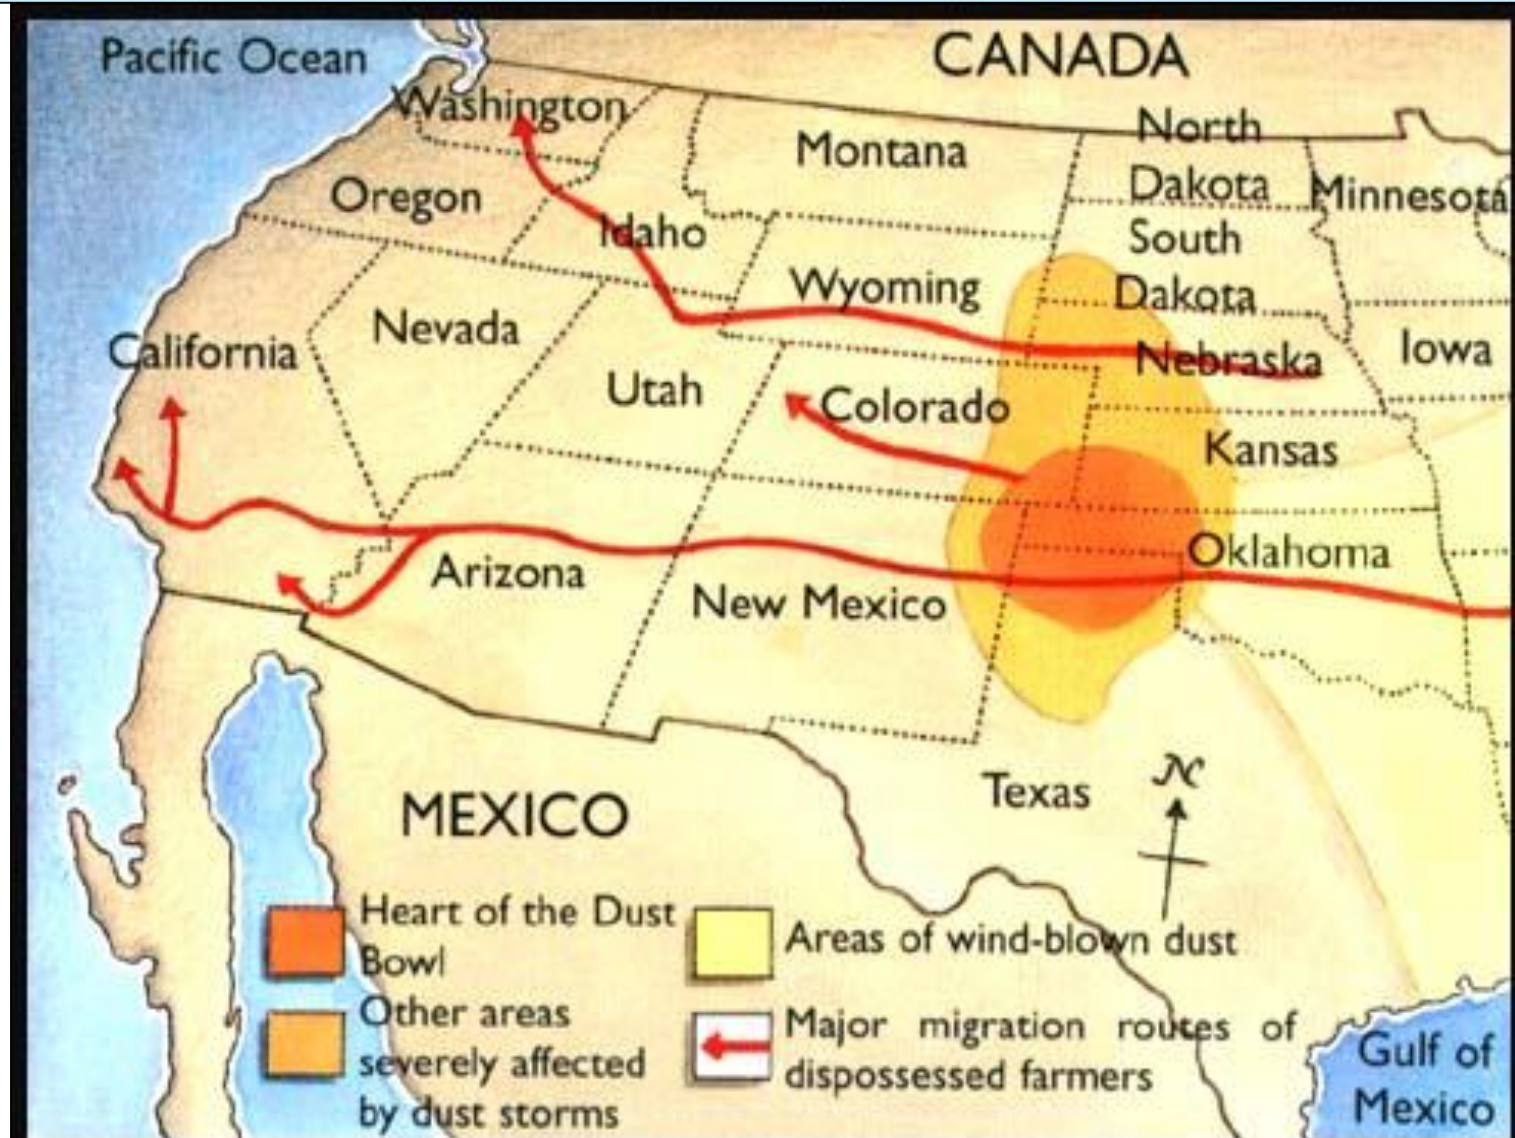 Pacific Ocean
CANADA
Washington
Montana
North
Dakota
Minnesota
Oregon
Idaho
South
Dakota
Wyoming
Nevada
California
Nebraska
Iowa
Utah
Colorado
Kansas
Oklahoma
Arizona
New Mexico
Texas
N
MEXICO
Heart of the Dust
Bowl
Other areas
severely affected
by dust storms
Areas of wind-blown dust
Major migration routes of
dispossessed farmers
Gulf of
Mexico